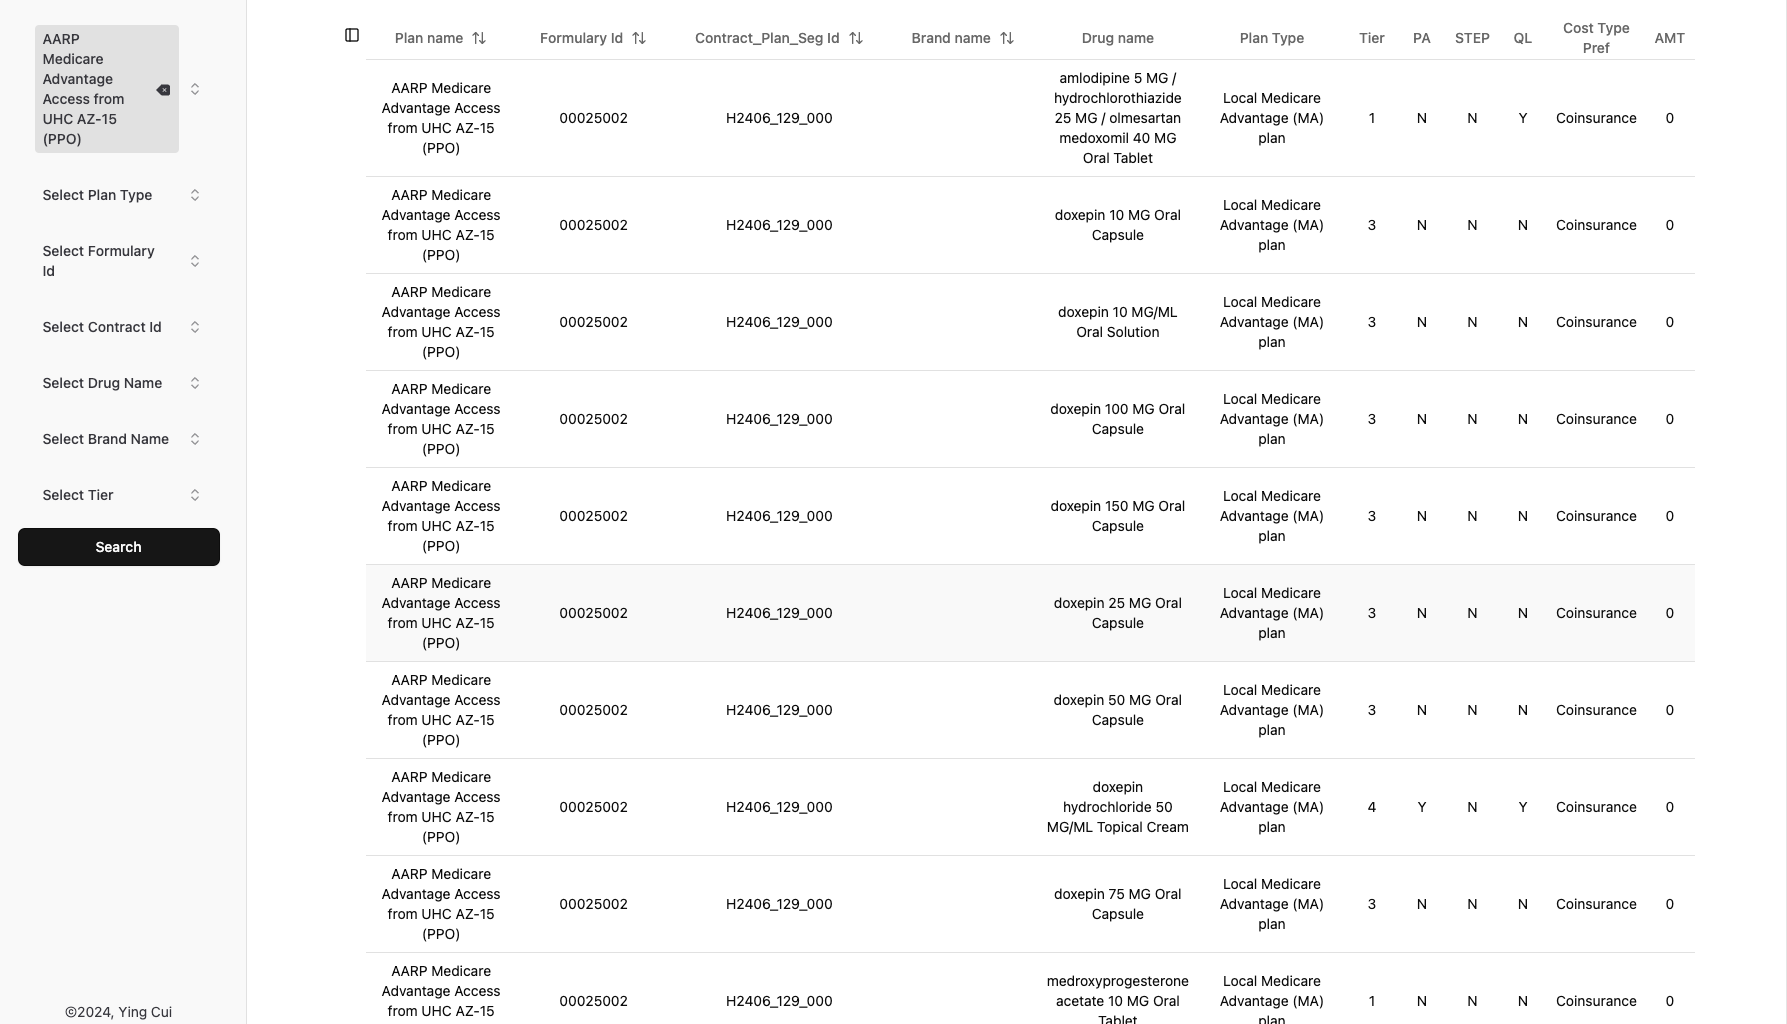 AARP
Medicare
Advantage
Access from
UHC AZ-15
(PPO)
Select Plan Type
Select Formulary
Id
Select Contract Id
Select Drug Name
Select Brand Name
Select Tier
Search
©2024, Ying Cui
Plan name Formulary Id Contract_Plan_Seg Id Brand name Drug name Plan Type Tier PA STEP QL Cost Type Pref AMT
AARP Medicare
Advantage Access
from UHC AZ-15
(PPO)
00025002
H2406_129_000
amlodipine 5 MG /
hydrochlorothiazide
25 MG / olmesartan
medoxomil 40 MG
Oral Tablet
Local Medicare
Advantage (MA)
plan
1 N N Y Coinsurance 0
AARP Medicare
Advantage Access
from UHC AZ-15
(PPO)
00025002
H2406_129_000
doxepin 10 MG Oral
Capsule
Local Medicare
Advantage (MA)
plan
3 N N N Coinsurance 0
AARP Medicare
Advantage Access
from UHC AZ-15
(PPO)
00025002
H2406_129_000
doxepin 10 MG/ML
Oral Solution
Local Medicare
Advantage (MA)
plan
3 N N N Coinsurance 0
AARP Medicare
Advantage Access
from UHC AZ-15
(PPO)
00025002
H2406_129_000
doxepin 100 MG Oral
Capsule
Local Medicare
Advantage (MA)
plan
3 N N N Coinsurance 0
AARP Medicare
Advantage Access
from UHC AZ-15
(PPO)
00025002
H2406_129_000
doxepin 150 MG Oral
Capsule
Local Medicare
Advantage (MA)
plan
3 N N N Coinsurance 0
AARP Medicare
Advantage Access
from UHC AZ-15
(PPO)
00025002
H2406_129_000
doxepin 25 MG Oral
Capsule
Local Medicare
Advantage (MA)
plan
3 N N N Coinsurance 0
AARP Medicare
Advantage Access
from UHC AZ-15
(PPO)
00025002
H2406_129_000
doxepin 50 MG Oral
Capsule
Local Medicare
Advantage (MA)
plan
3 N N N Coinsurance 0
AARP Medicare
Advantage Access
from UHC AZ-15
(PPO)
00025002
H2406_129_000
doxepin
hydrochloride 50
MG/ML Topical Cream
Local Medicare
Advantage (MA)
plan
4 Y N Y Coinsurance 0
AARP Medicare
Advantage Access
from UHC AZ-15
(PPO)
00025002
H2406_129_000
doxepin 75 MG Oral
Capsule
Local Medicare
Advantage (MA)
plan
3 N N N Coinsurance 0
AARP Medicare
Advantage Access
from UHC AZ-15
00025002
H2406_129_000
medroxyprogesterone
acetate 10 MG Oral
Tablet
Local Medicare
Advantage (MA)
plan
1 N N N Coinsurance 0